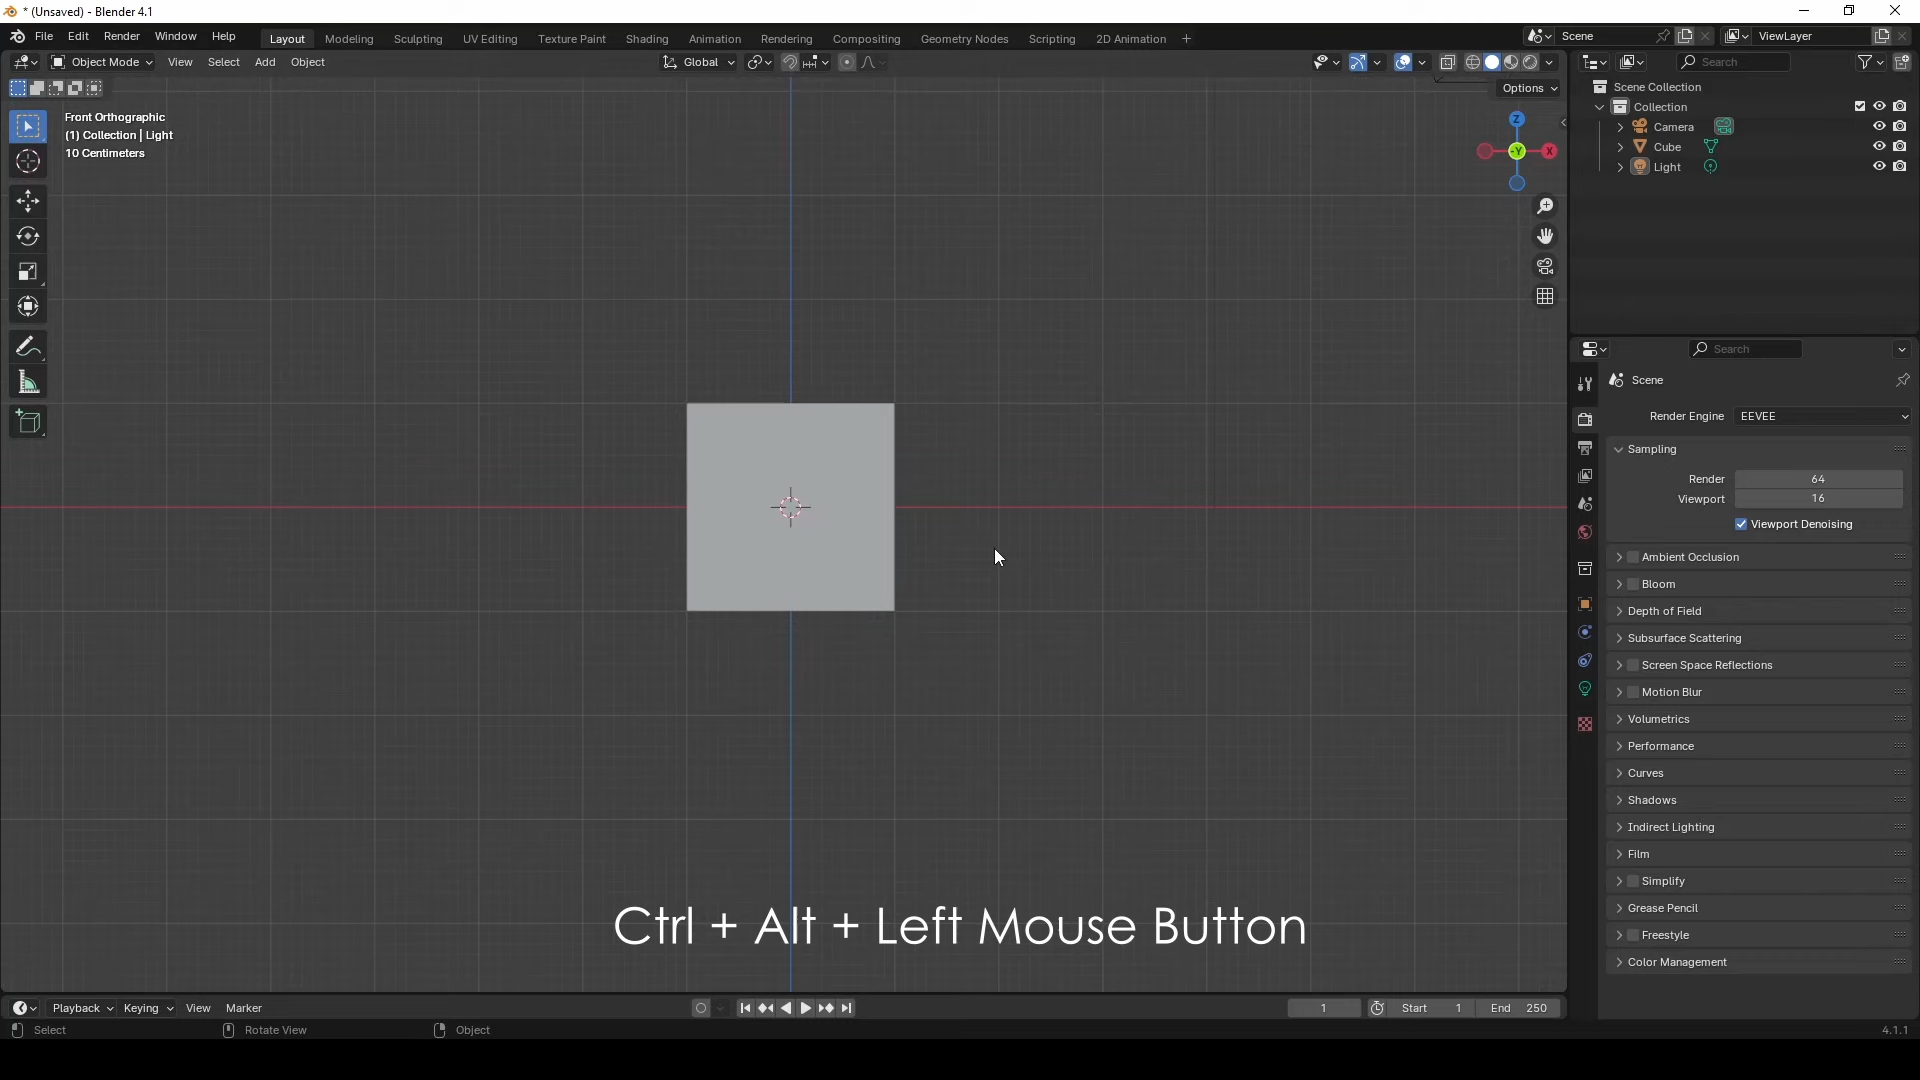 * (Unsaved) - Blender 4.1
File Edit Render Window Help Layout Modeling Sculpting UV Editing Texture Paint Shading Animation Rendering Compositing Geometry Nodes Scripting 2D Animation + Scene ViewLayer
Object Mode View Select Add Object Global Search
Options
Front Orthographic
(1) Collection | Light
10 Centimeters
Z
-Y X
Scene Collection
Collection
Camera
Cube
Light
Search
Scene
Render Engine EEVEE
Sampling
Render 64
Viewport 16
Viewport Denoising
Ambient Occlusion
Bloom
Depth of Field
Subsurface Scattering
Screen Space Reflections
Motion Blur
Volumetrics
Performance
Curves
Shadows
Indirect Lighting
Film
Simplify
Grease Pencil
Freestyle
Color Management
Ctrl + Alt + Left Mouse Button
Playback Keying View Marker 1 Start 1 End 250
Select Rotate View Object 4.1.1